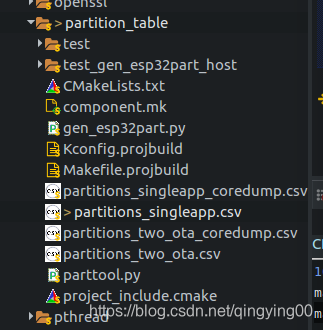 openssl
> partition_table
test
test_gen_esp32part_host
CMakeLists.txt
component.mk
gen_esp32part.py
Kconfig.projbuild
Makefile.projbuild
partitions_singleapp_coredump.csv
> partitions_singleapp.csv
partitions_two_ota_coredump.csv
partitions_two_ota.csv
parttool.py
project_include.cmake
pthread
https://blog.csdn.net/qingying00